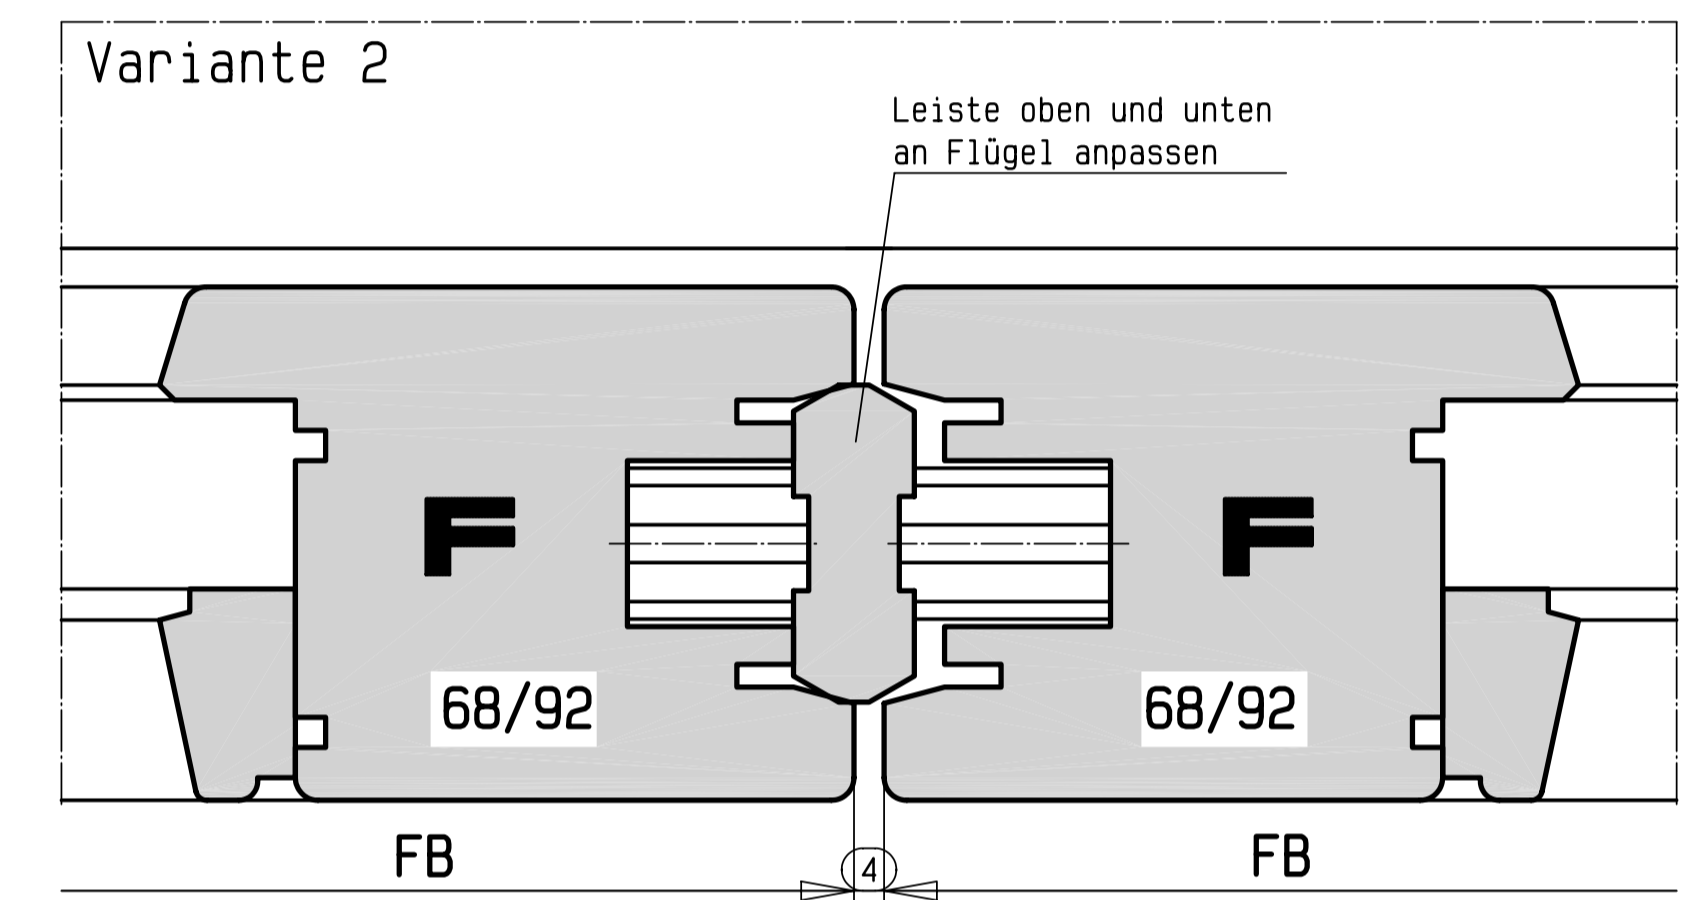 Variante 2
Leiste oben und unten
an Flügel anpassen
F
F
68/92
68/92
FB
FB
4